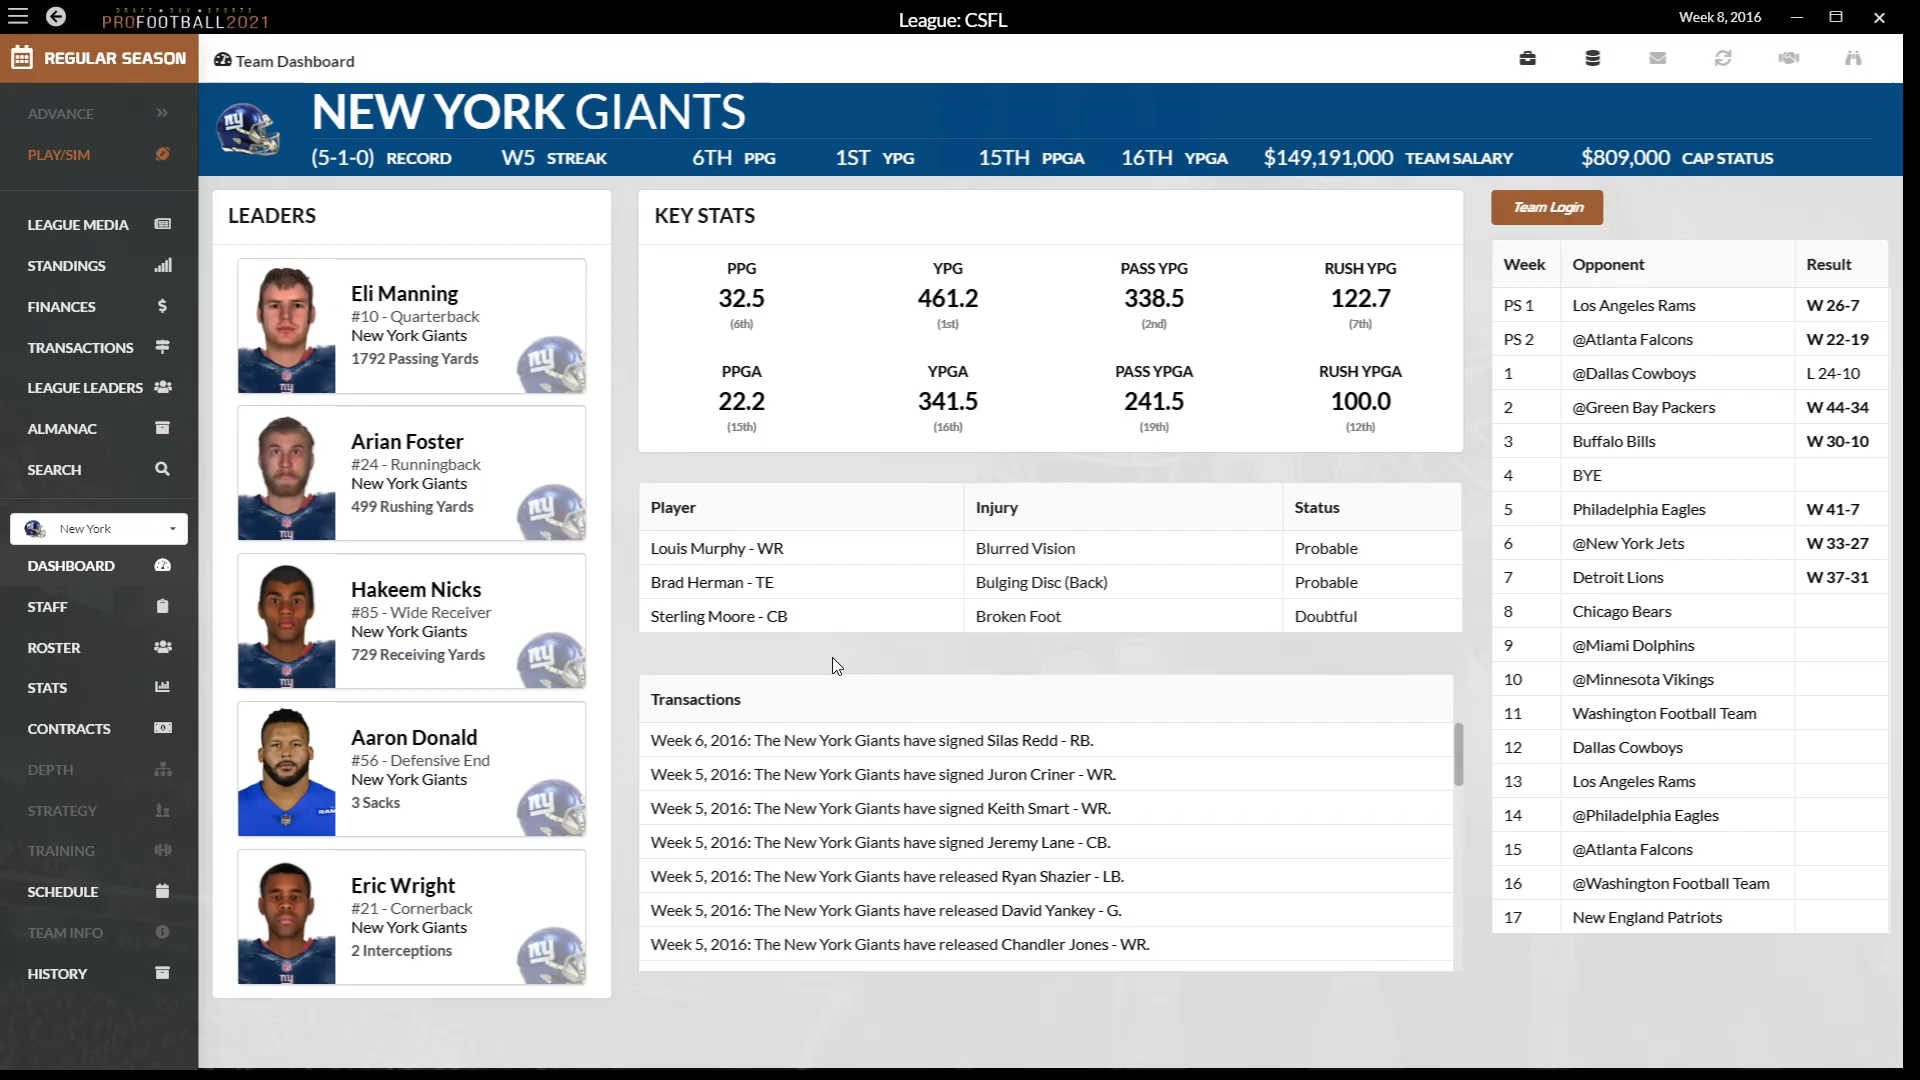 DRAFT DAY SPORTS
PROFOOTBALL2021
League: CSFL
Week 8, 2016
REGULAR SEASON
Team Dashboard
ADVANCE
PLAY/SIM
LEAGUE MEDIA
STANDINGS
FINANCES
TRANSACTIONS
LEAGUE LEADERS
ALMANAC
SEARCH
New York
DASHBOARD
STAFF
ROSTER
STATS
CONTRACTS
DEPTH
STRATEGY
TRAINING
SCHEDULE
TEAM INFO
HISTORY
NEW YORK GIANTS
(5-1-0) RECORD W5 STREAK 6TH PPG 1ST YPG 15TH PPGA 16TH YPGA $149,191,000 TEAM SALARY $809,000 CAP STATUS
LEADERS
Eli Manning
#10 - Quarterback
New York Giants
1792 Passing Yards
Arian Foster
#24 - Runningback
New York Giants
499 Rushing Yards
Hakeem Nicks
#85 - Wide Receiver
New York Giants
729 Receiving Yards
Aaron Donald
#56 - Defensive End
New York Giants
3 Sacks
Eric Wright
#21 - Cornerback
New York Giants
2 Interceptions
KEY STATS
PPG YPG PASS YPG RUSH YPG
32.5 461.2 338.5 122.7
(6th) (1st) (2nd) (7th)
PPGA YPGA PASS YPGA RUSH YPGA
22.2 341.5 241.5 100.0
(15th) (16th) (19th) (12th)
Player Injury Status
Louis Murphy - WR Blurred Vision Probable
Brad Herman - TE Bulging Disc (Back) Probable
Sterling Moore - CB Broken Foot Doubtful
Transactions
Week 6, 2016: The New York Giants have signed Silas Redd - RB.
Week 5, 2016: The New York Giants have signed Juron Criner - WR.
Week 5, 2016: The New York Giants have signed Keith Smart - WR.
Week 5, 2016: The New York Giants have signed Jeremy Lane - CB.
Week 5, 2016: The New York Giants have released Ryan Shazier - LB.
Week 5, 2016: The New York Giants have released David Yankey - G.
Week 5, 2016: The New York Giants have released Chandler Jones - WR.
Team Login
Week Opponent Result
PS 1 Los Angeles Rams W 26-7
PS 2 @Atlanta Falcons W 22-19
1 @Dallas Cowboys L 24-10
2 @Green Bay Packers W 44-34
3 Buffalo Bills W 30-10
4 BYE
5 Philadelphia Eagles W 41-7
6 @New York Jets W 33-27
7 Detroit Lions W 37-31
8 Chicago Bears
9 @Miami Dolphins
10 @Minnesota Vikings
11 Washington Football Team
12 Dallas Cowboys
13 Los Angeles Rams
14 @Philadelphia Eagles
15 @Atlanta Falcons
16 @Washington Football Team
17 New England Patriots